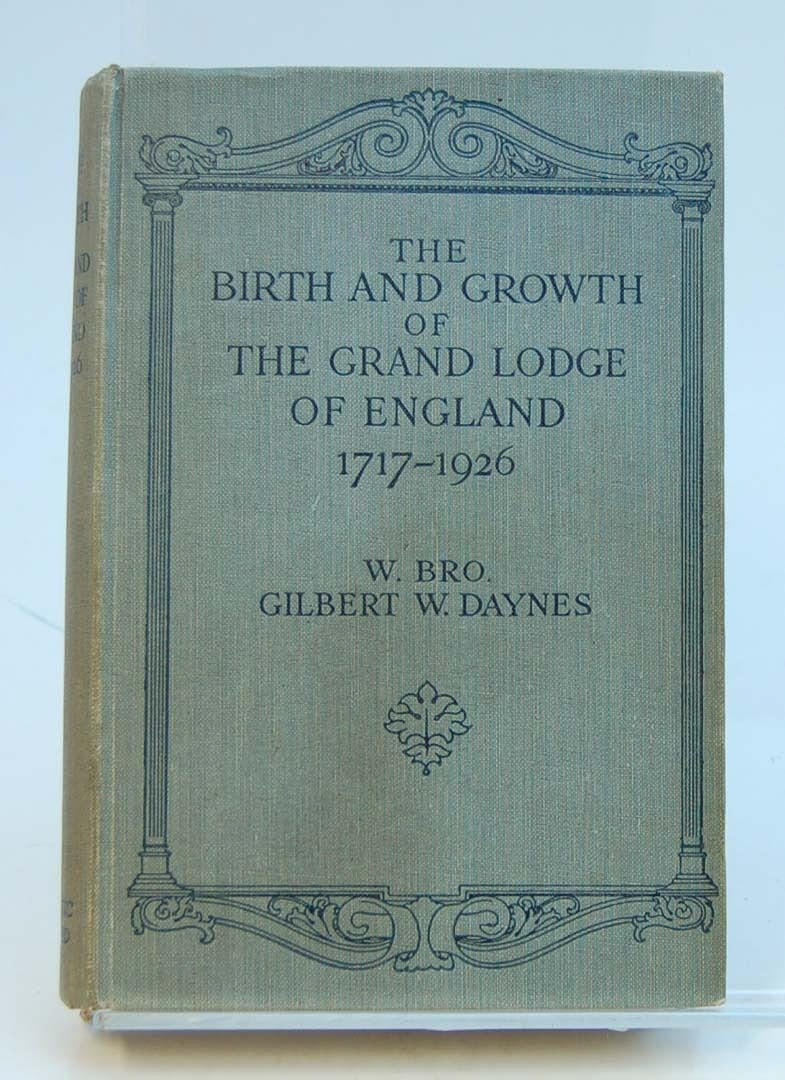 THE
BIRTH AND GROWTH
OF
THE GRAND LODGE
OF ENGLAND
1717-1926
W. BRO.
GILBERT W. DAYNES